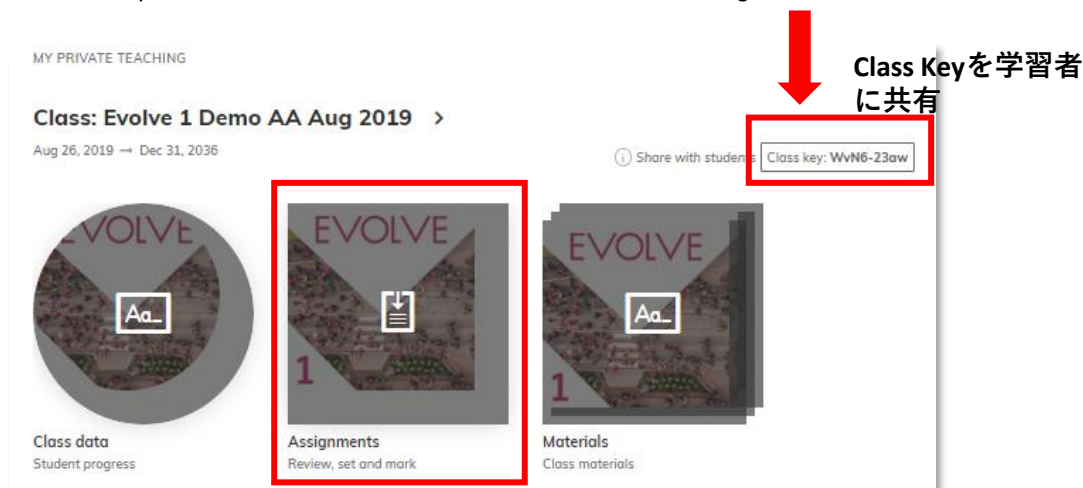 MY PRIVATE TEACHING
Class Keyを学習者
に共有
Class: Evolve 1 Demo AA Aug 2019 >
Aug 26, 2019 → Dec 31, 2036
i Share with students Class key: WvN6-23aw
EVOLVE
Aa_
EVOLVE
1
EVOLVE
Aa_
1
Class data
Student progress
Assignments
Review, set and mark
Materials
Class materials